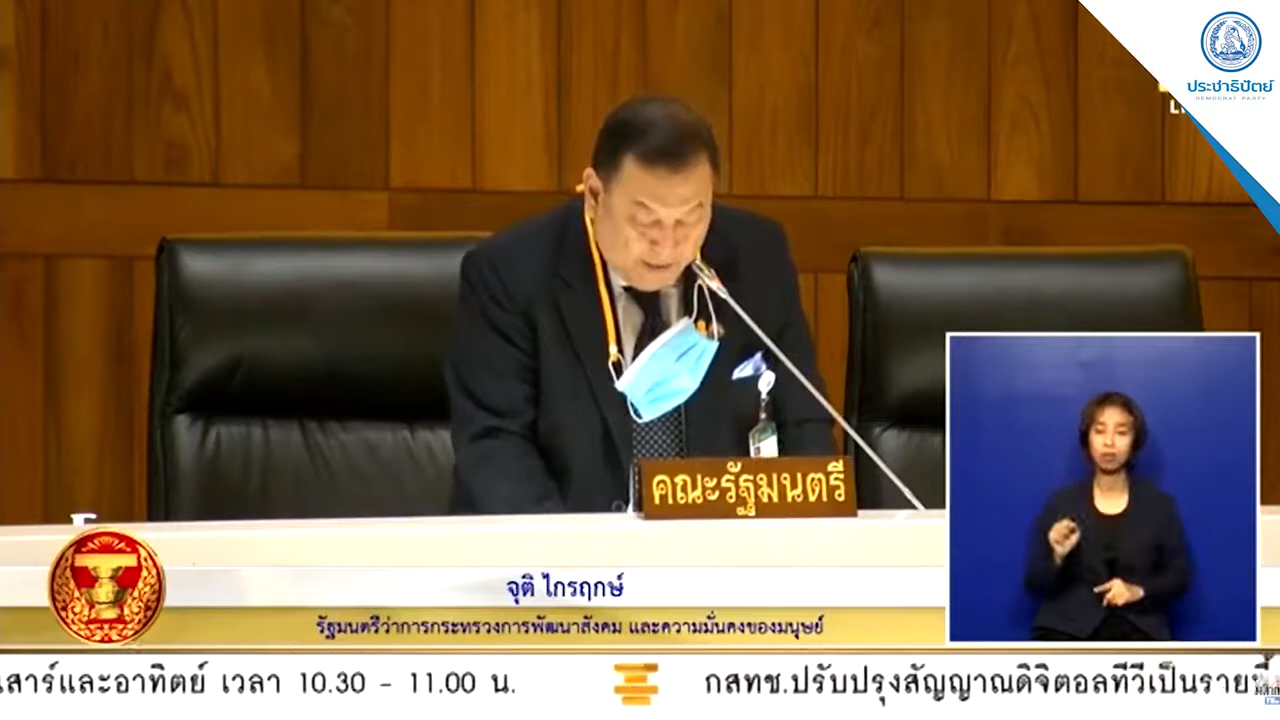 ประชาธิปัตย์
DEMOCRAT PARTY
คณะรัฐมนตรี
จุติ ไกรฤกษ์
รัฐมนตรีว่าการกระทรวงการพัฒนาสังคม และความมั่นคงของมนุษย์
เสาร์และอาทิตย์ เวลา 10.30 - 11.00 น.
กสทช.ปรับปรุงสัญญาณดิจิตอลทีวีเป็นราย